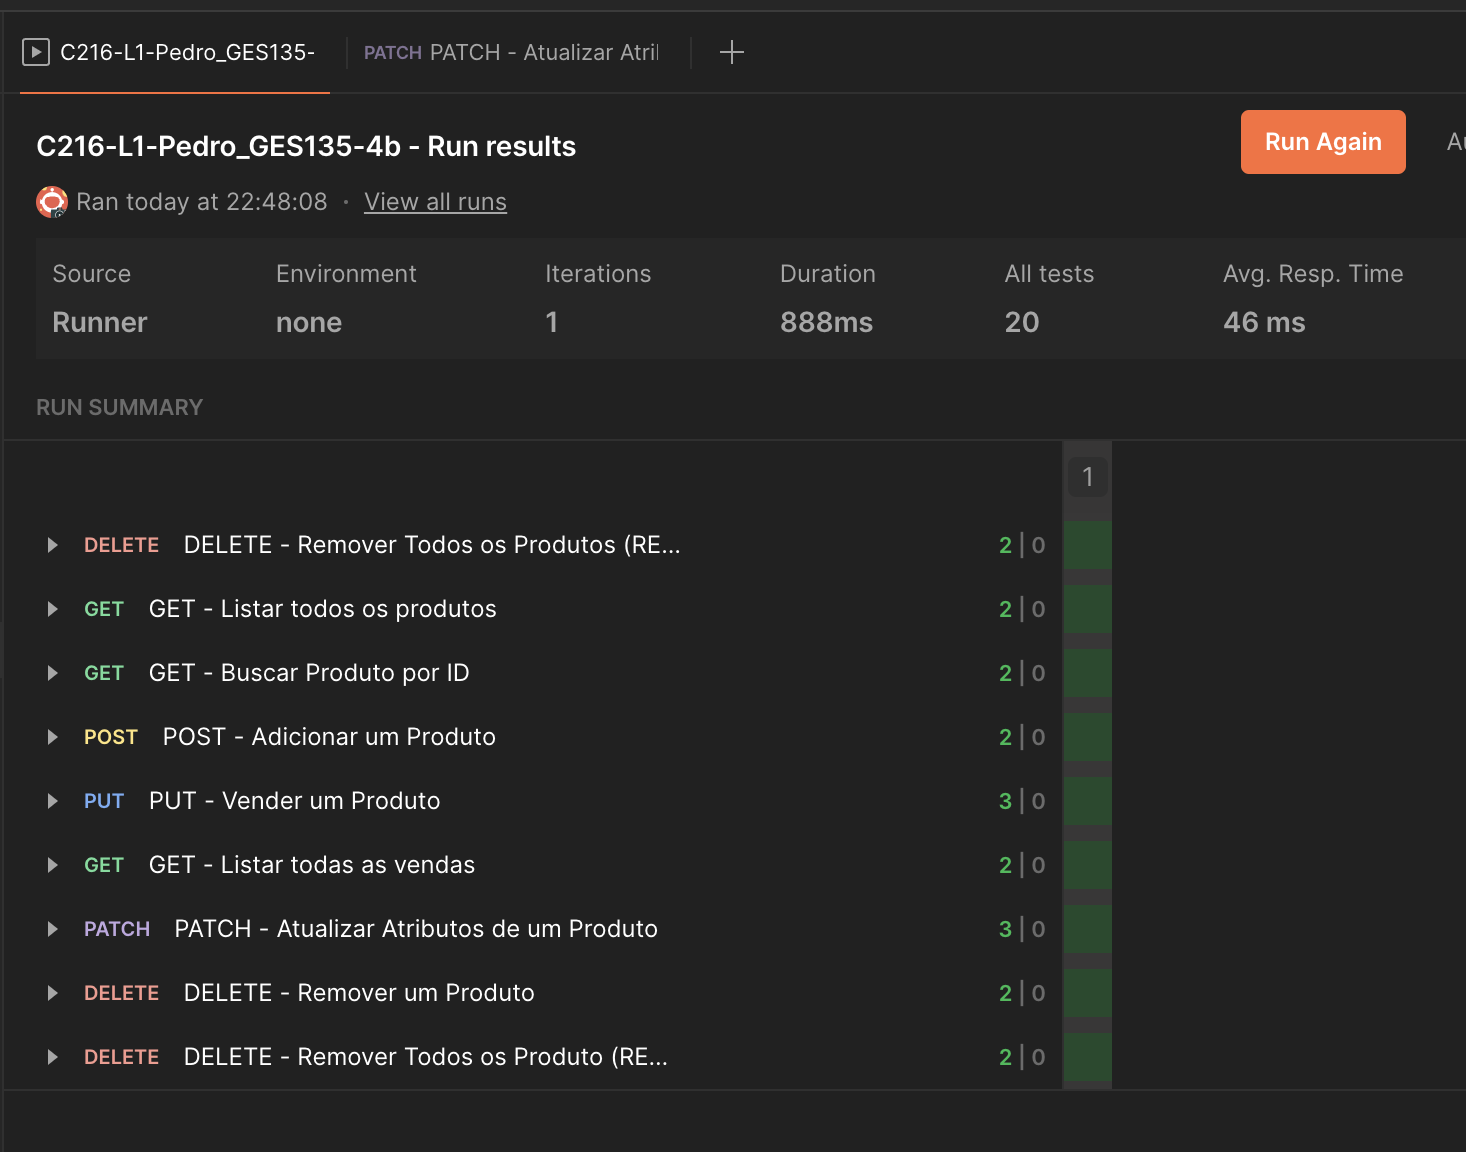 C216-L1-Pedro_GES135-
PATCH PATCH - Atualizar Atri
C216-L1-Pedro_GES135-4b - Run results
Run Again
Ran today at 22:48:08 · View all runs
Source Environment Iterations Duration All tests Avg. Resp. Time
Runner none 1 888ms 20 46 ms
RUN SUMMARY
1
DELETE DELETE - Remover Todos os Produtos (RE... 2 | 0
GET GET - Listar todos os produtos 2 | 0
GET GET - Buscar Produto por ID 2 | 0
POST POST - Adicionar um Produto 2 | 0
PUT PUT - Vender um Produto 3 | 0
GET GET - Listar todas as vendas 2 | 0
PATCH PATCH - Atualizar Atributos de um Produto 3 | 0
DELETE DELETE - Remover um Produto 2 | 0
DELETE DELETE - Remover Todos os Produto (RE... 2 | 0